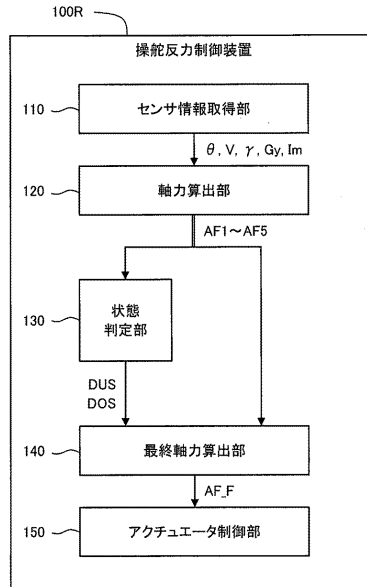 100R
操舵反力制御装置
110
センサ情報取得部
θ, V, γ, Gy, Im
120
軸力算出部
AF1～AF5
130
状態
判定部
DUS
DOS
140
最終軸力算出部
AF_F
150
アクチュエータ制御部